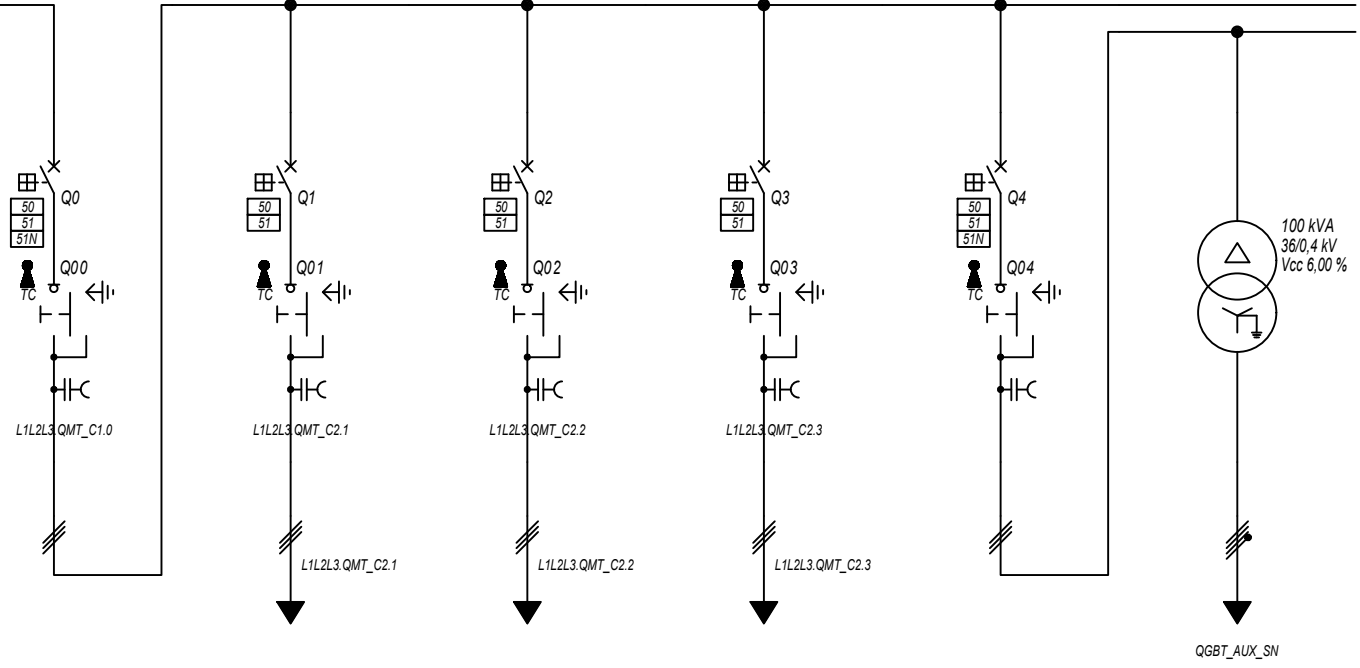 Q0
50
51
51N
Q00
TC
L1L2L3.QMT_C1.0
Q1
50
51
Q01
TC
L1L2L3.QMT_C2.1
L1L2L3.QMT_C2.1
Q2
50
51
Q02
TC
L1L2L3.QMT_C2.2
L1L2L3.QMT_C2.2
Q3
50
51
Q03
TC
L1L2L3.QMT_C2.3
L1L2L3.QMT_C2.3
Q4
50
51
51N
Q04
TC
100 kVA
36/0,4 kV
Vcc 6,00 %
QGBT_AUX_SN